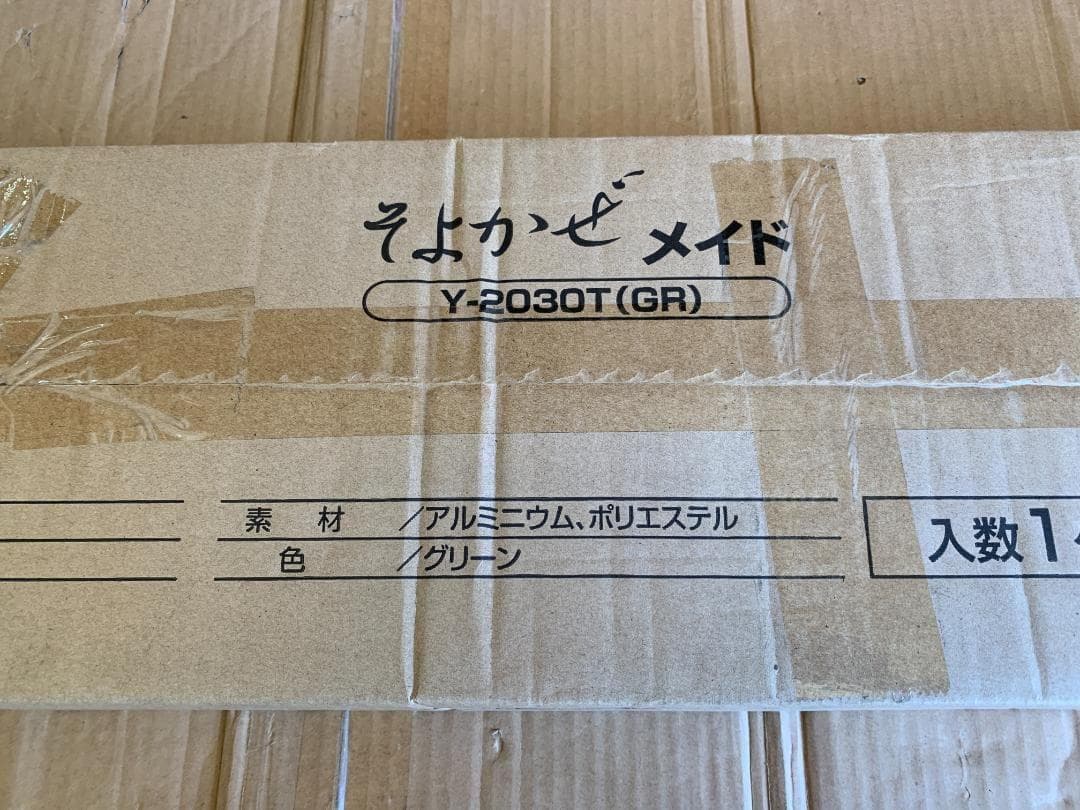 そよかぜ メイド
Y-2030T(GR)
素 材 /アルミニウム、ポリエステル
色 /グリーン
入数1